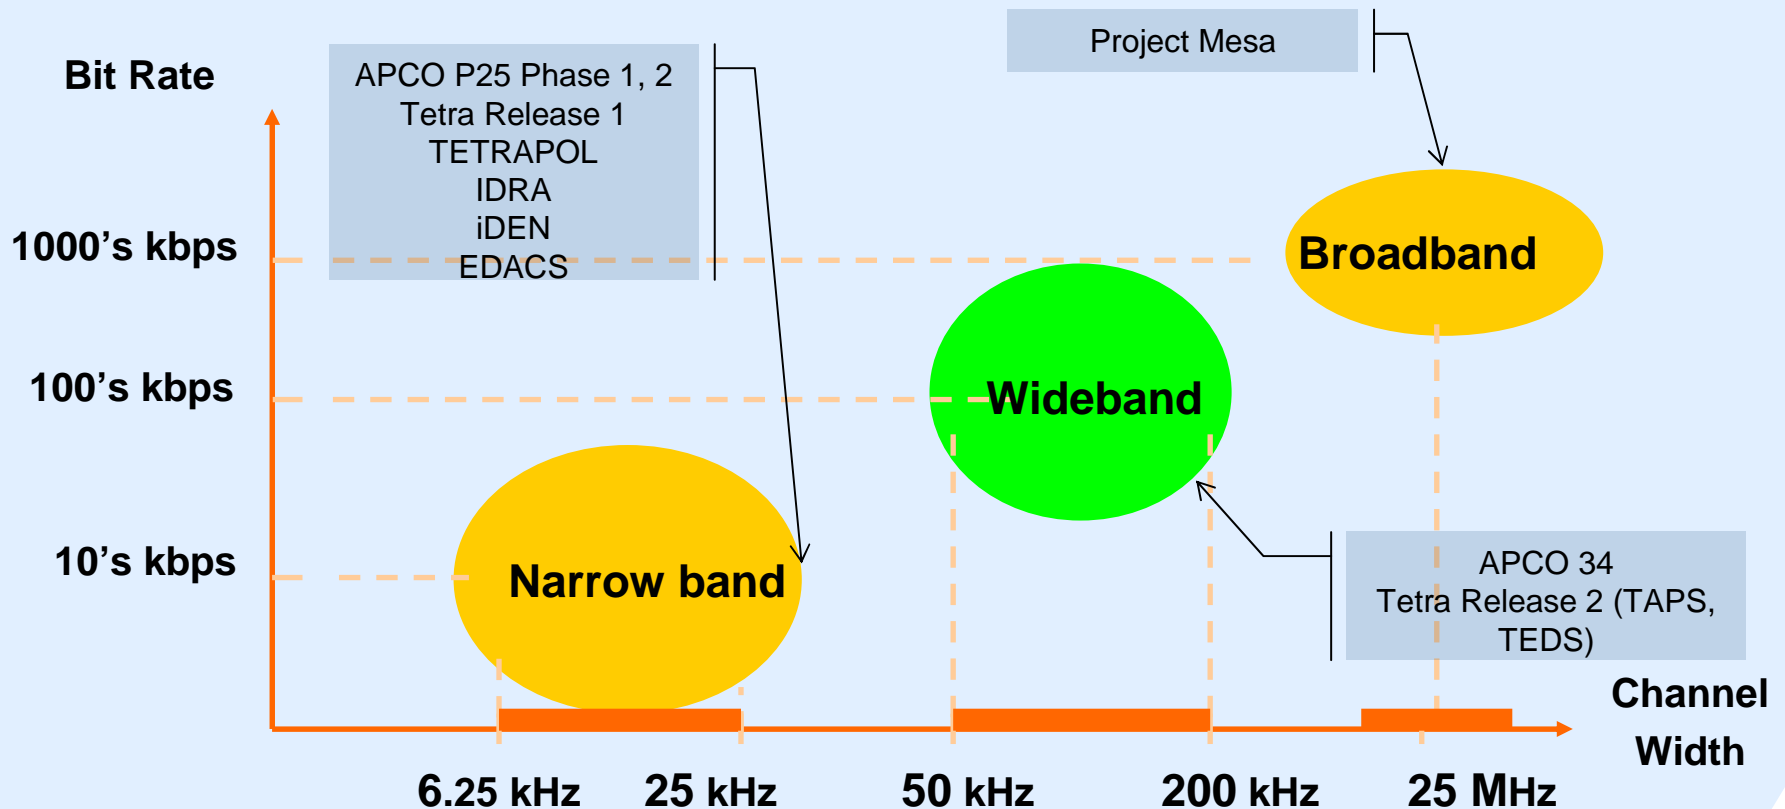 Project Mesa
Bit Rate
APCO P25 Phase 1, 2
Tetra Release 1
TETRAPOL
IDRA
iDEN
EDACS
1000's kbps
Broadband
100's kbps
Wideband
10's kbps
Narrow band
APCO 34
Tetra Release 2 (TAPS,
TEDS)
Channel
Width
6.25 kHz
25 kHz
50 kHz
200 kHz
25 MHz